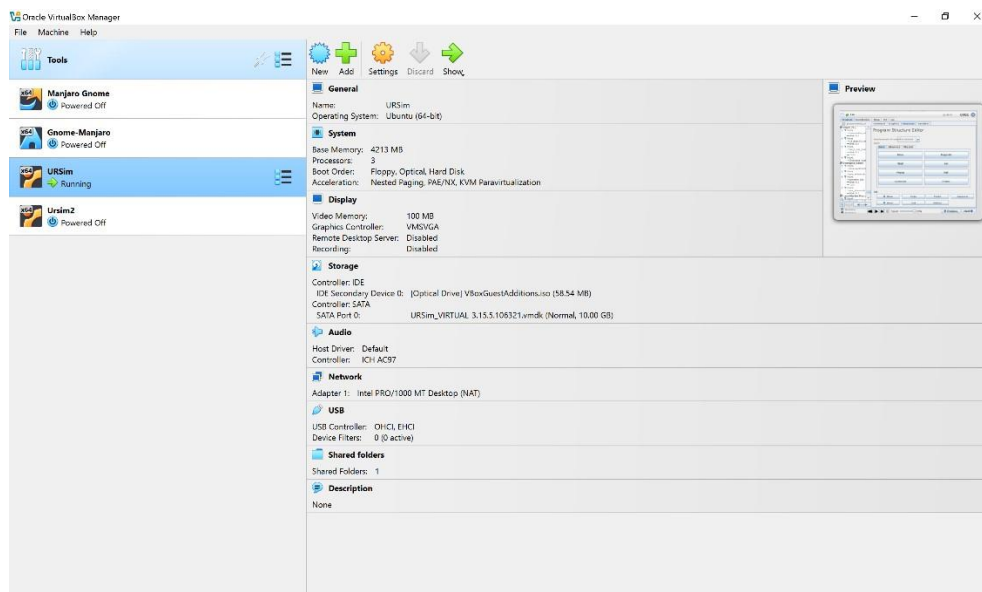 Oracle VirtualBox Manager
File Machine Help
Tools
New Add Settings Discard Show
Manjaro Gnome
Powered Off
Gnome-Manjaro
Powered Off
URSim
Running
Ursim2
Powered Off
General
Name: URSim
Operating System: Ubuntu (64-bit)
System
Base Memory: 4213 MB
Processors: 3
Boot Order: Floppy, Optical, Hard Disk
Acceleration: Nested Paging, PAE/NX, KVM Paravirtualization
Display
Video Memory: 100 MB
Graphics Controller: VMSVGA
Remote Desktop Server: Disabled
Recording: Disabled
Storage
Controller: IDE
IDE Secondary Device 0: [Optical Drive] VBoxGuestAdditions.iso (58.54 MB)
Controller: SATA
SATA Port 0: URSim_VIRTUAL 3.15.5.106321.vmdk (Normal, 10.00 GB)
Audio
Host Driver: Default
Controller: ICH AC97
Network
Adapter 1: Intel PRO/1000 MT Desktop (NAT)
USB
USB Controller: OHCI, EHCI
Device Filters: 0 (0 active)
Shared folders
Shared Folders: 1
Description
None
Preview
Program Structure Editor